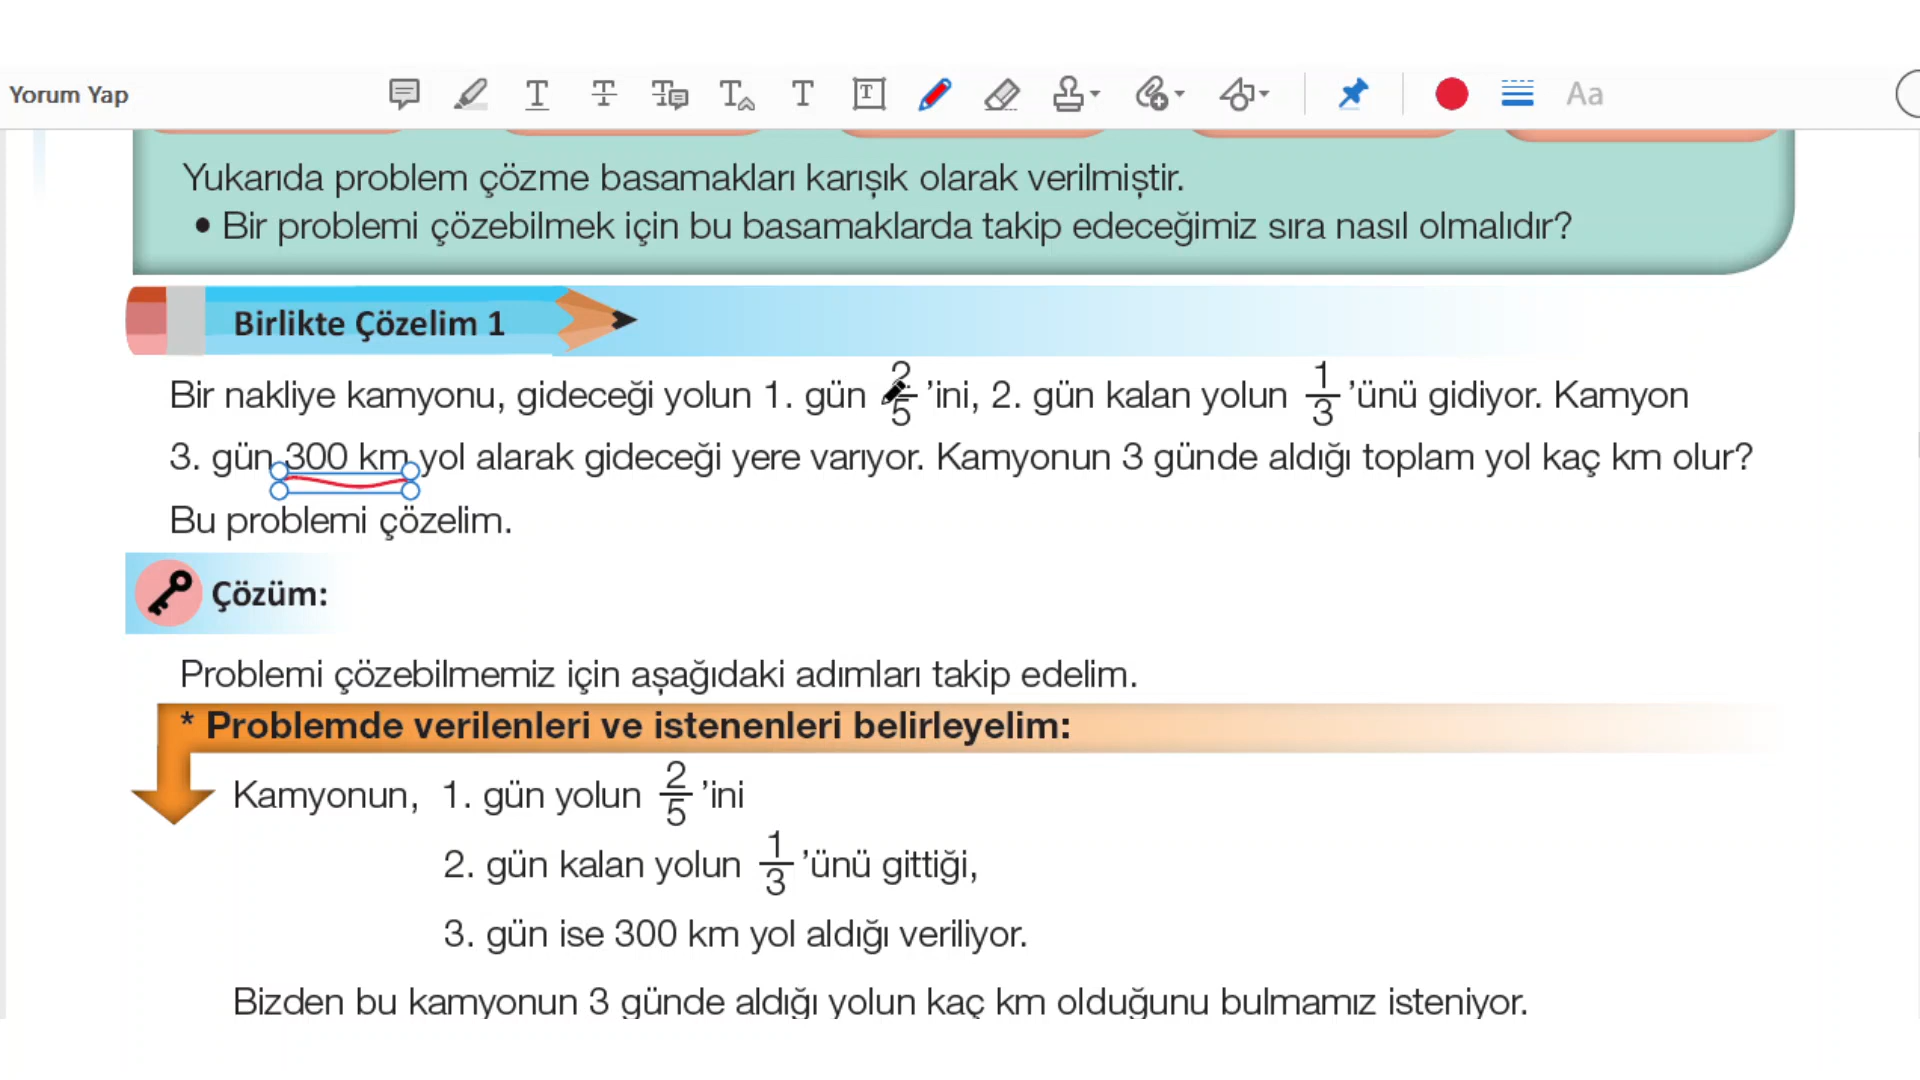 Yorum Yap
Aa
Yukarıda problem çözme basamakları karışık olarak verilmiştir.
• Bir problemi çözebilmek için bu basamaklarda takip edeceğimiz sıra nasıl olmalıdır?
Birlikte Çözelim 1
Bir nakliye kamyonu, gideceği yolun 1. gün 2/5 'ini, 2. gün kalan yolun 1/3 'ünü gidiyor. Kamyon
3. gün 300 km yol alarak gideceği yere varıyor. Kamyonun 3 günde aldığı toplam yol kaç km olur?
Bu problemi çözelim.
Çözüm:
Problemi çözebilmemiz için aşağıdaki adımları takip edelim.
* Problemde verilenleri ve istenenleri belirleyelim:
Kamyonun, 1. gün yolun 2/5 'ini
2. gün kalan yolun 1/3 'ünü gittiği,
3. gün ise 300 km yol aldığı veriliyor.
Bizden bu kamyonun 3 günde aldığı yolun kaç km olduğunu bulmamız isteniyor.